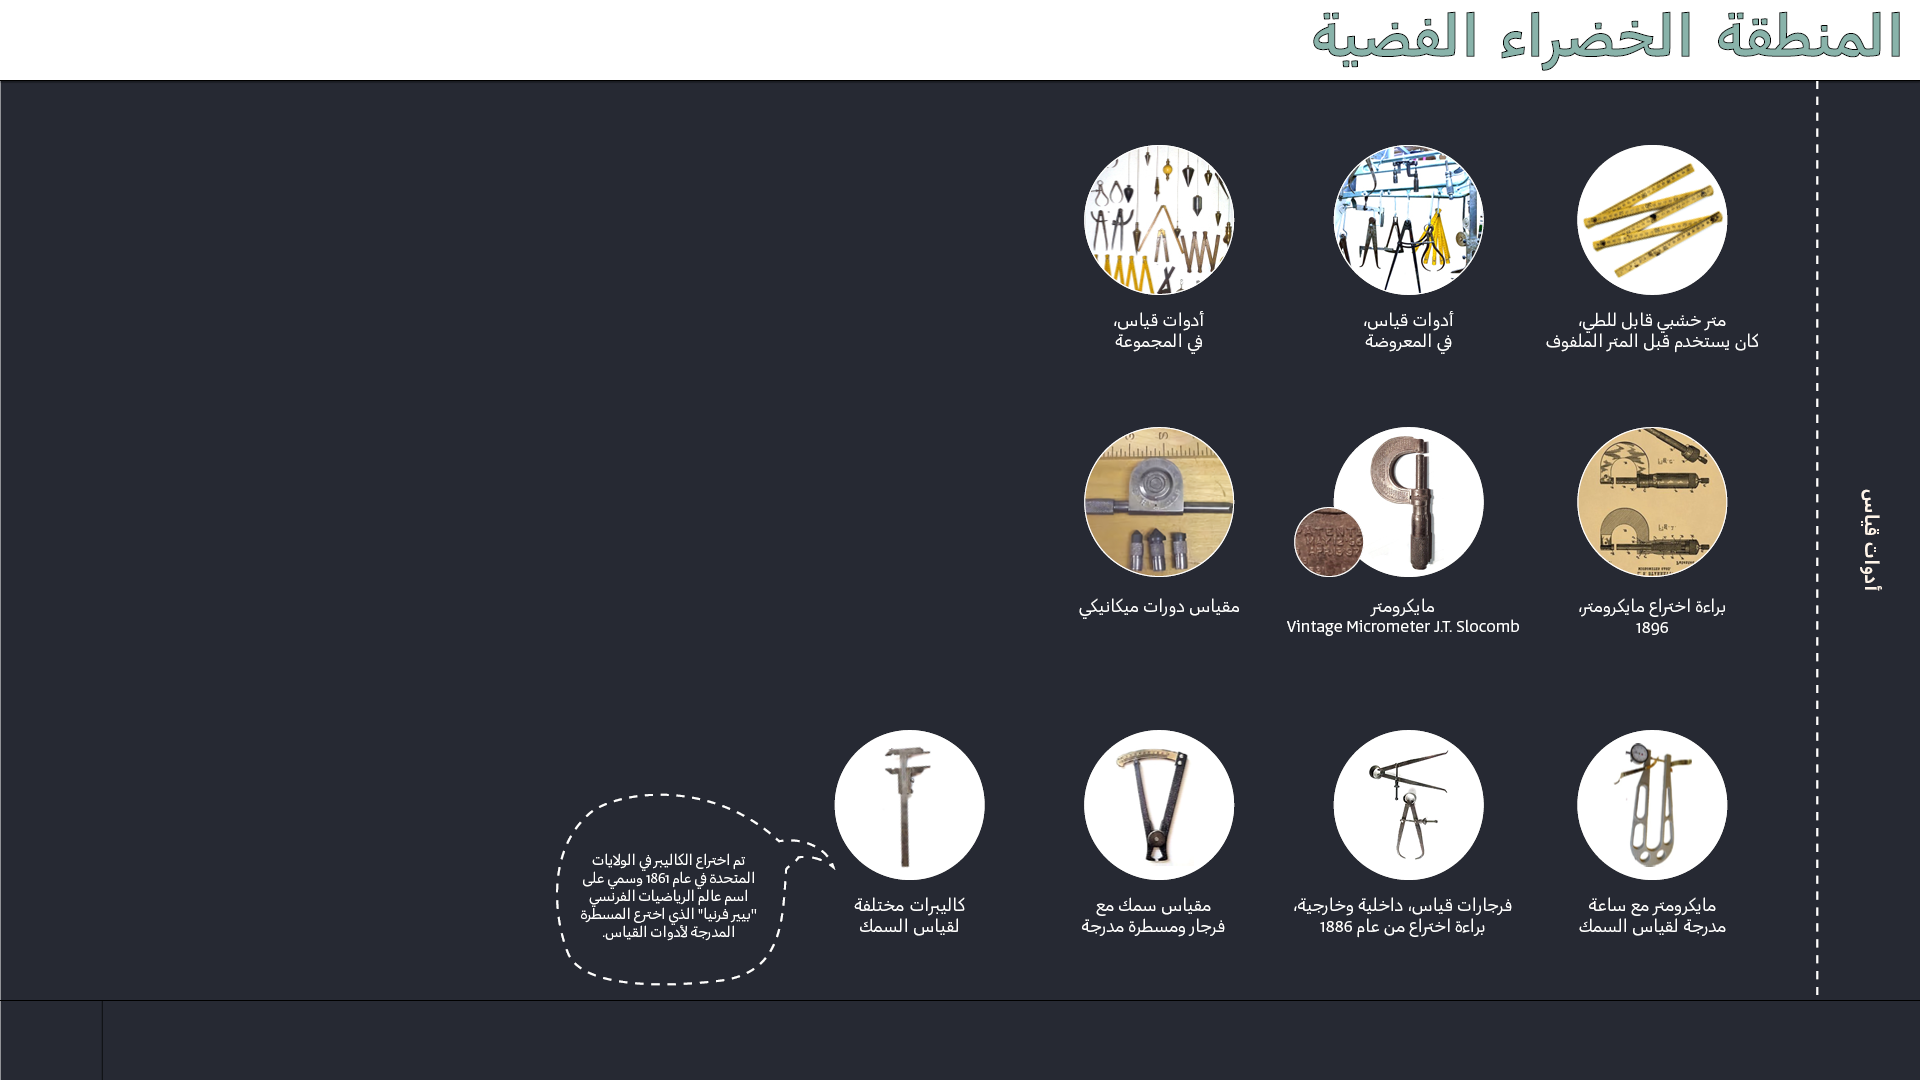 المنطقة الخضراء الفضية
أدوات قياس
متر خشبي قابل للطي،
كان يستخدم قبل المتر الملفوف
أدوات قياس،
في المعروضة
أدوات قياس،
في المجموعة
براءة اختراع مايكرومتر،
1896
مايكرومتر
Vintage Micrometer J.T. Slocomb
مقياس دورات ميكانيكي
مايكرومتر مع ساعة
مدرجة لقياس السمك
فرجارات قياس، داخلية وخارجية،
براءة اختراع من عام 1886
مقياس سمك مع
فرجار ومسطرة مدرجة
كاليبرات مختلفة
لقياس السمك
تم اختراع الكاليبر في الولايات
المتحدة في عام 1861 وسمي على
اسم عالم الرياضيات الفرنسي
"بيير فرنيا" الذي اخترع المسطرة
المدرجة لأدوات القياس.